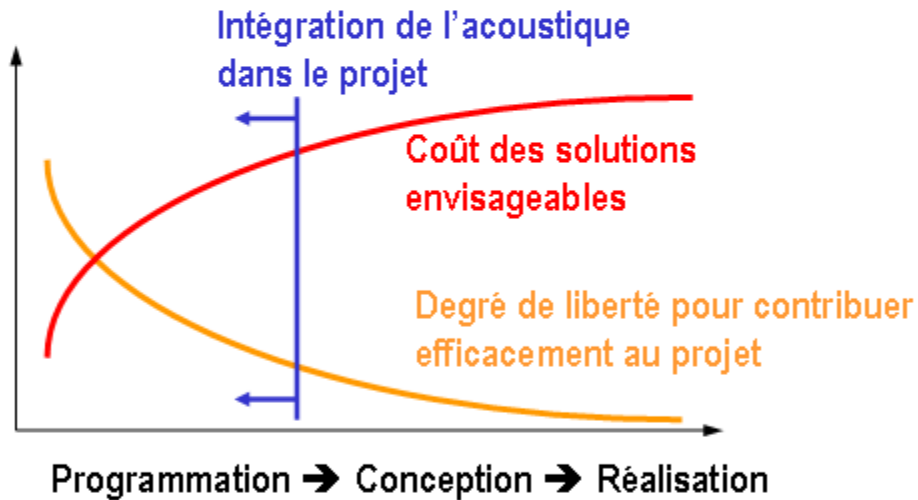 Intégration de l'acoustique
dans le projet
Coût des solutions
envisageables
Degré de liberté pour contribuer
efficacement au projet
Programmation ➔ Conception ➔ Réalisation